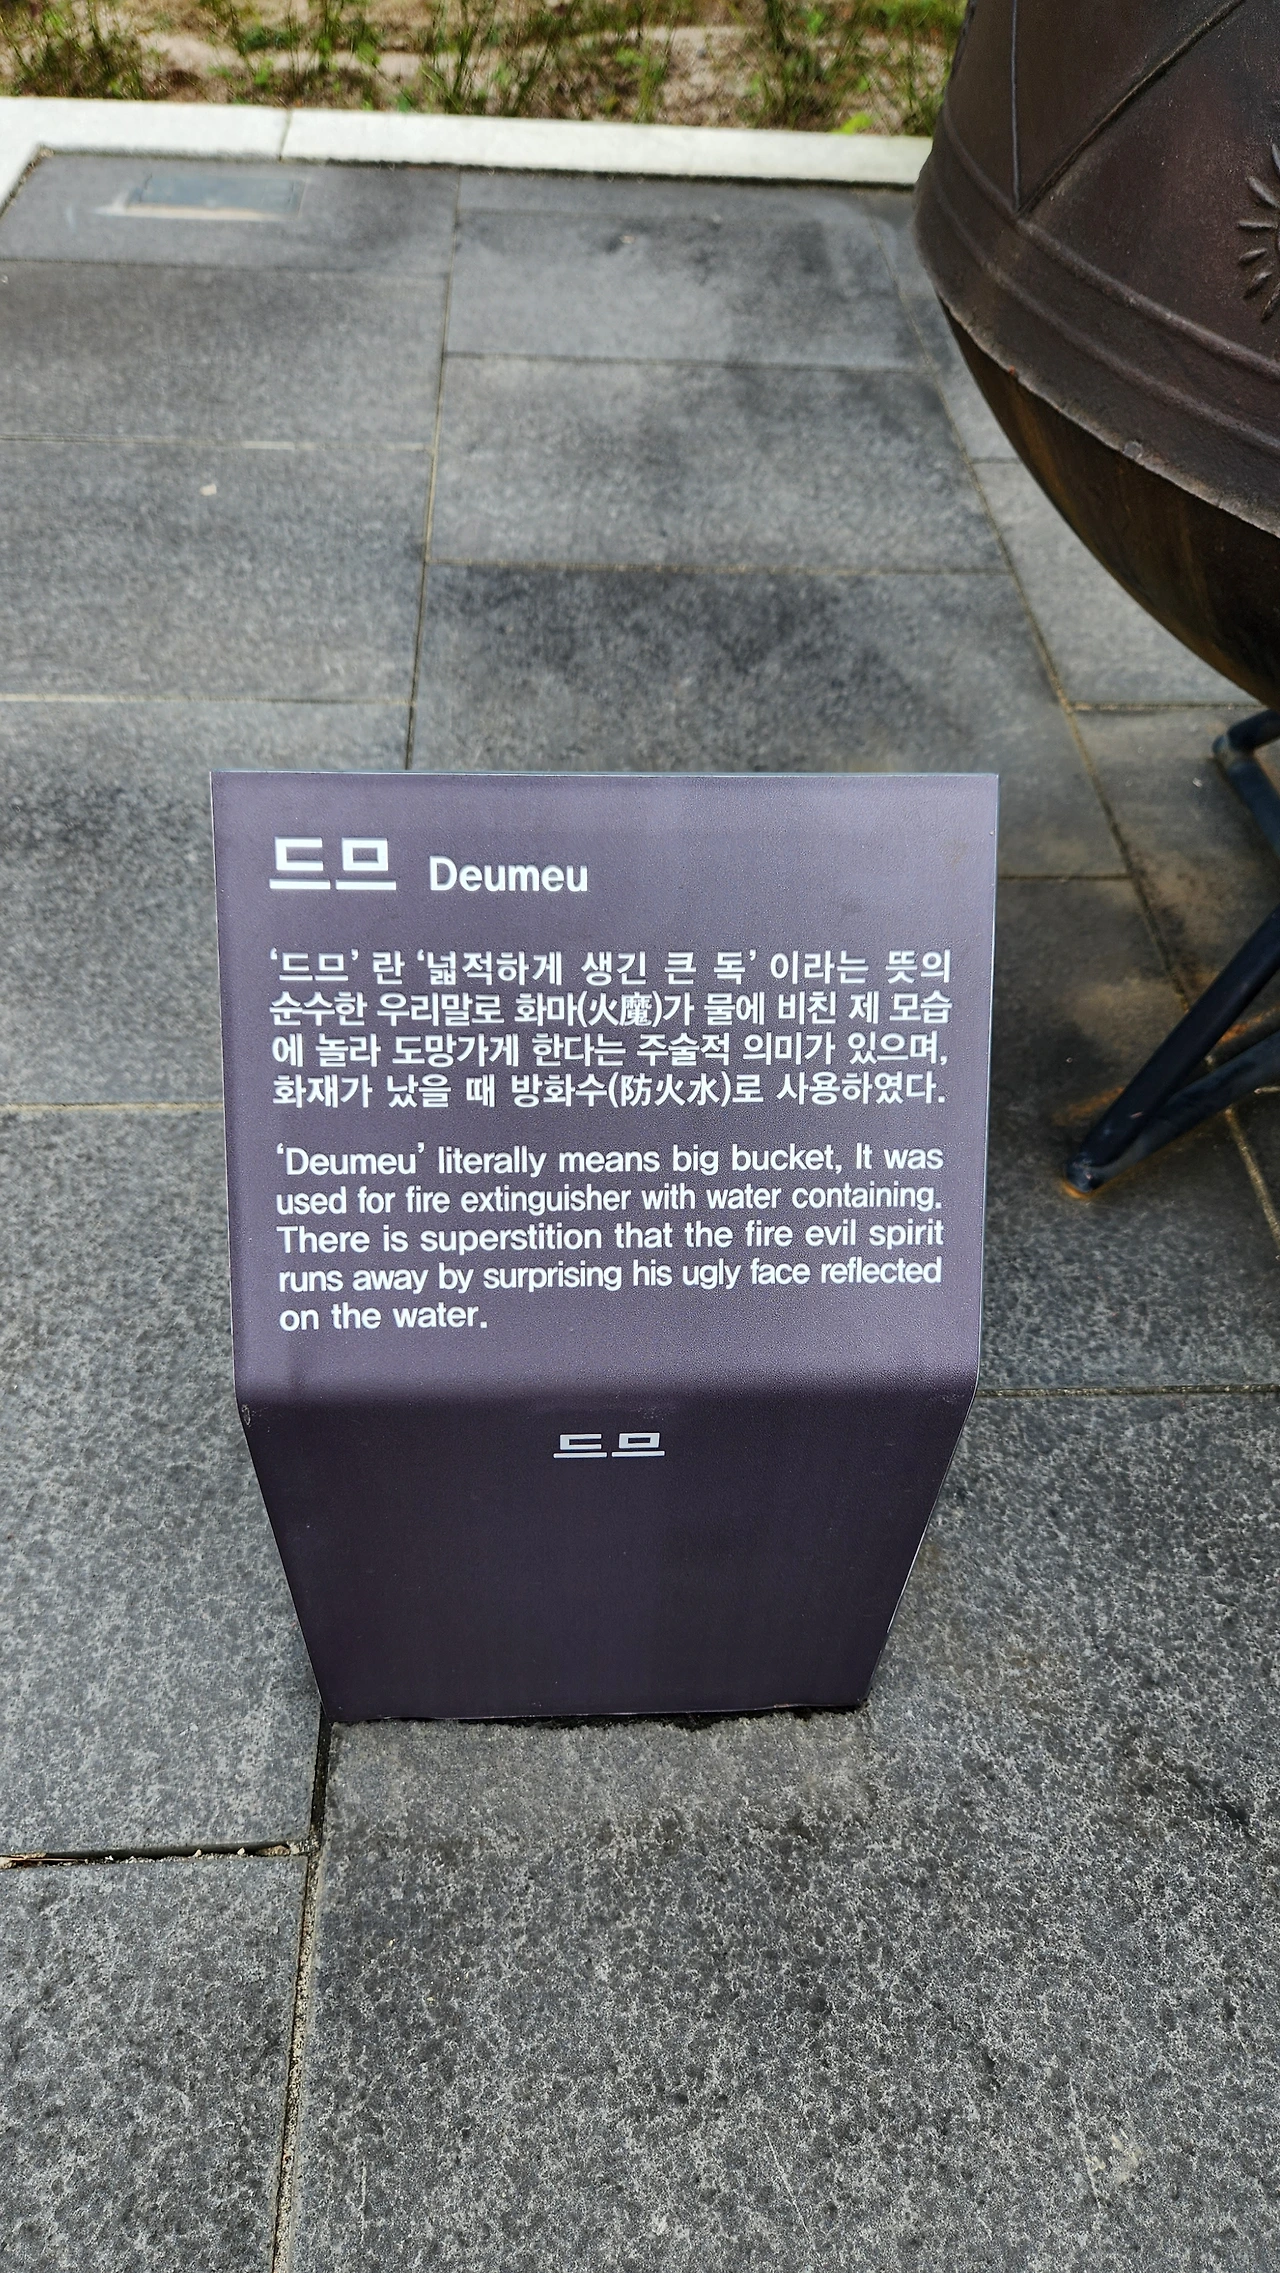 드므 Deumeu
‘드므’ 란 ‘넓적하게 생긴 큰 독’ 이라는 뜻의
순수한 우리말로 화마(火魔)가 물에 비친 제 모습
에 놀라 도망가게 한다는 주술적 의미가 있으며,
화재가 났을 때 방화수(防火水)로 사용하였다.
‘Deumeu’ literally means big bucket, It was
used for fire extinguisher with water containing.
There is superstition that the fire evil spirit
runs away by surprising his ugly face reflected
on the water.
드므